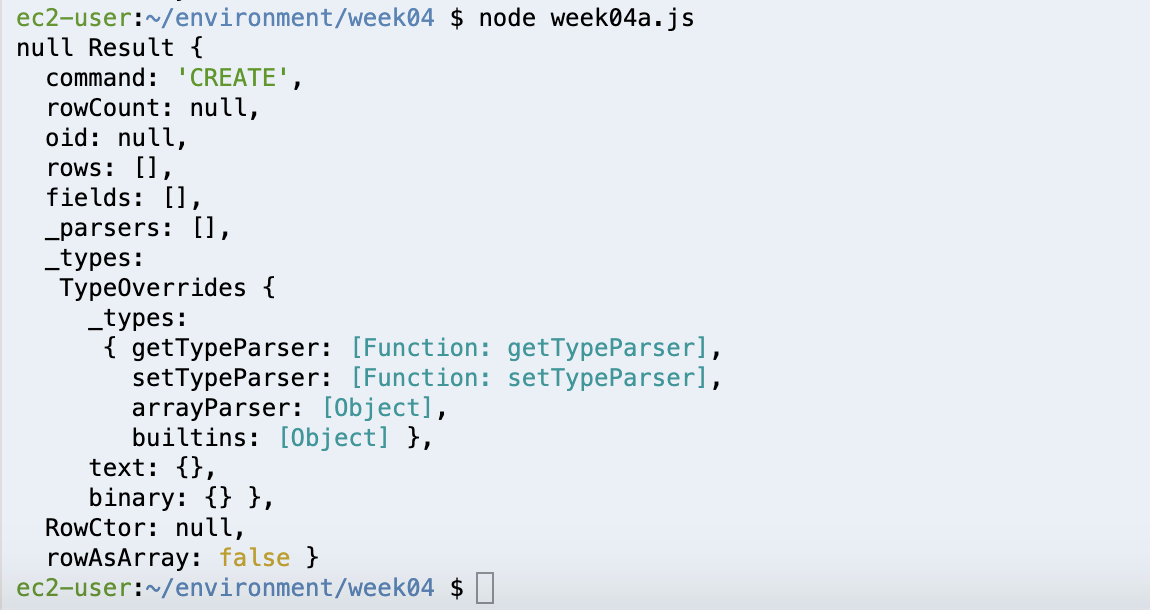 ec2-user:~/environment/week04 $ node week04a.js
null Result {
  command: 'CREATE',
  rowCount: null,
  oid: null,
  rows: [],
  fields: [],
  _parsers: [],
  _types:
   TypeOverrides {
     _types:
      { getTypeParser: [Function: getTypeParser],
        setTypeParser: [Function: setTypeParser],
        arrayParser: [Object],
        builtins: [Object] },
     text: {},
     binary: {} },
  RowCtor: null,
  rowAsArray: false }
ec2-user:~/environment/week04 $